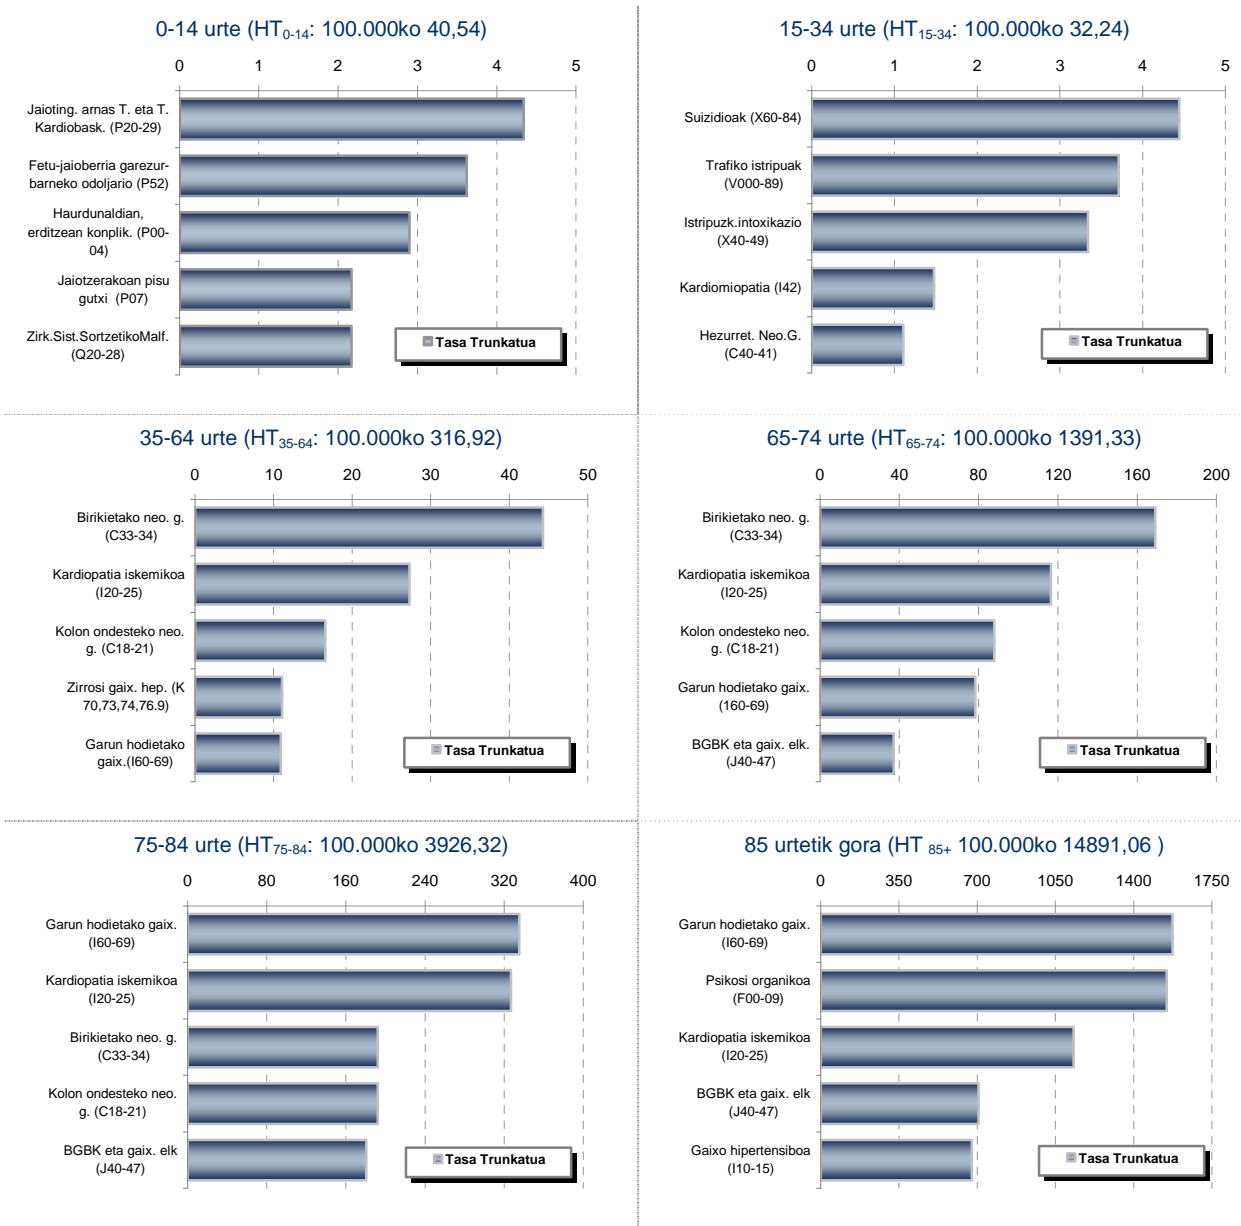 0-14 urte (HT0-14: 100.000ko 40,54)
0 1 2 3 4 5
Jaioting. arnas T. eta T.
Kardiobask. (P20-29)
Fetu-jaioberria garezur-
barneko odoljario (P52)
Haurdunaldian,
erditzean konplik. (P00-
04)
Jaiotzerakoan pisu
gutxi (P07)
Zirk.Sist.SortzetikoMalf.
(Q20-28)
Tasa Trunkatua
15-34 urte (HT15-34: 100.000ko 32,24)
0 1 2 3 4 5
Suizidioak (X60-84)
Trafiko istripuak
(V000-89)
Istripuzk.intoxikazio
(X40-49)
Kardiomiopatia (I42)
Hezurret. Neo.G.
(C40-41)
Tasa Trunkatua
35-64 urte (HT35-64: 100.000ko 316,92)
0 10 20 30 40 50
Birikietako neo. g.
(C33-34)
Kardiopatia iskemikoa
(I20-25)
Kolon ondesteko neo.
g. (C18-21)
Zirrosi gaix. hep. (K
70,73,74,76.9)
Garun hodietako
gaix.(I60-69)
Tasa Trunkatua
65-74 urte (HT65-74: 100.000ko 1391,33)
0 40 80 120 160 200
Birikietako neo. g.
(C33-34)
Kardiopatia iskemikoa
(I20-25)
Kolon ondesteko neo.
g. (C18-21)
Garun hodietako gaix.
(160-69)
BGBK eta gaix. elk.
(J40-47)
Tasa Trunkatua
75-84 urte (HT75-84: 100.000ko 3926,32)
0 80 160 240 320 400
Garun hodietako gaix.
(I60-69)
Kardiopatia iskemikoa
(I20-25)
Birikietako neo. g.
(C33-34)
Kolon ondesteko neo.
g. (C18-21)
BGBK eta gaix. elk
(J40-47)
Tasa Trunkatua
85 urtetik gora (HT 85+ 100.000ko 14891,06 )
0 350 700 1050 1400 1750
Garun hodietako gaix.
(I60-69)
Psikosi organikoa
(F00-09)
Kardiopatia iskemikoa
(I20-25)
BGBK eta gaix. elk
(J40-47)
Gaixo hipertensiboa
(I10-15)
Tasa Trunkatua